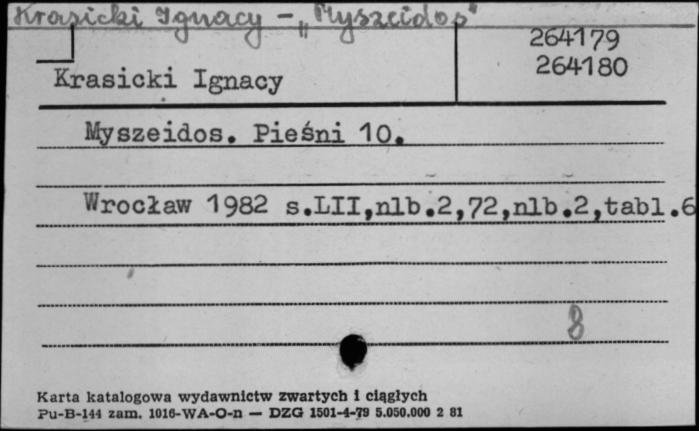 Krasicki Ignacy – „Myszeidos"
264179
264180
Krasicki Ignacy
Myszeidos. Pieśni 10.
Wrocław 1982 s.LII,nlb.2,72,nlb.2,tabl.6
8
Karta katalogowa wydawnictw zwartych i ciągłych
Pu-B-144 zam. 1016-WA-O-n — DZG 1501-4-79 5.050.000 2 81